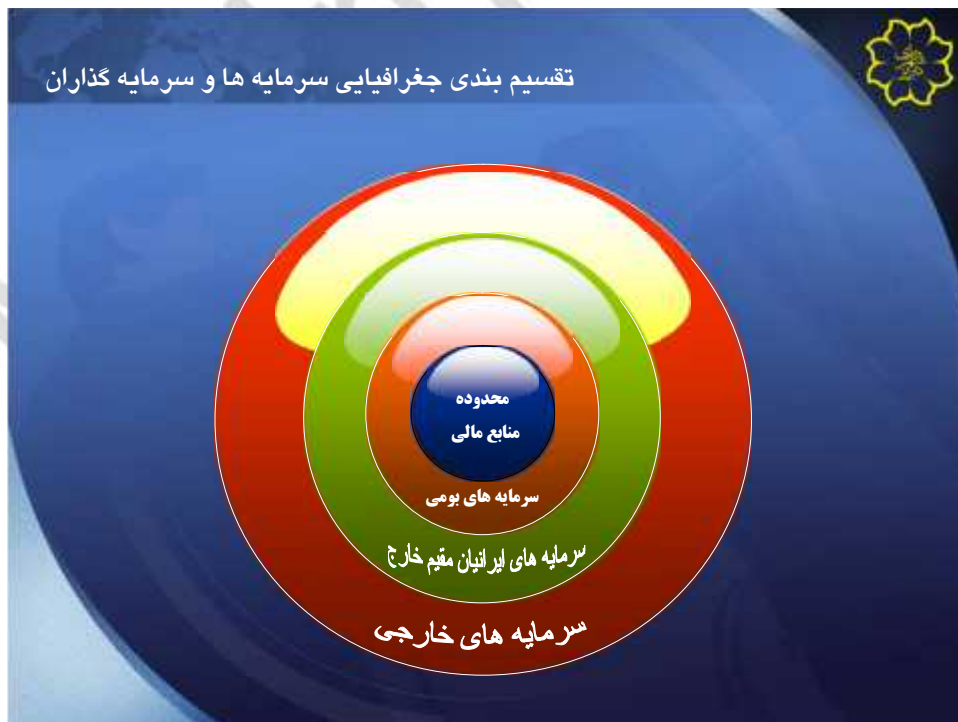 تقسیم بندی جغرافیایی سرمایه ها و سرمایه گذاران
محدوده
منابع مالی
سرمایه های بومی
سرمایه های ایرانیان مقیم خارج
سرمایه های خارجی